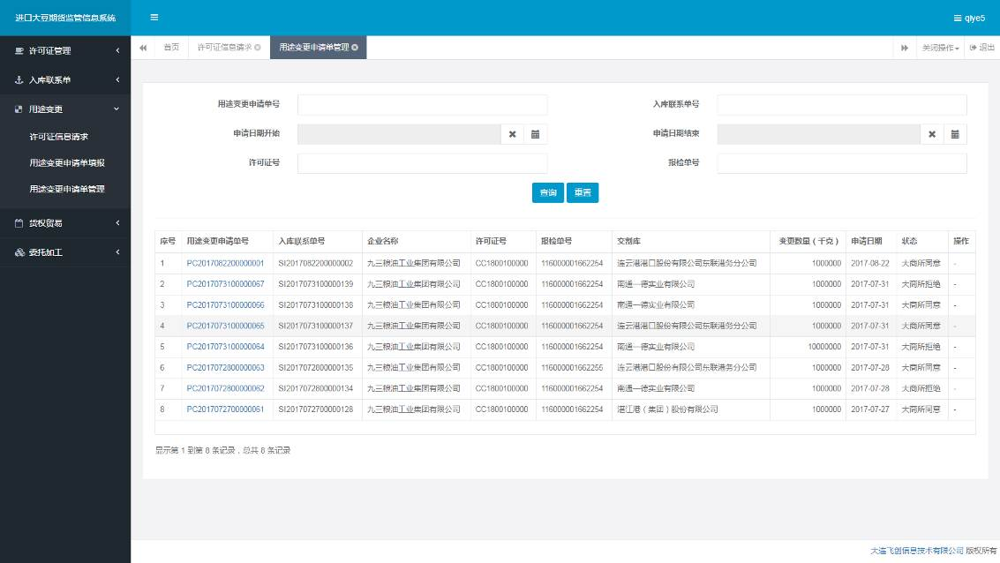 进口大豆期货监管信息系统
qiye5
许可证管理
入库联系单
用途变更
许可证信息请求
用途变更申请单填报
用途变更申请单管理
货权贸易
委托加工
首页 许可证信息请求 用途变更申请单管理 关闭操作 退出
用途变更申请单号 入库联系单号
申请日期开始 申请日期结束
许可证号 报检单号
查询 重置
序号 用途变更申请单号 入库联系单号 企业名称 许可证号 报检单号 交割库 变更数量（千克） 申请日期 状态 操作
1 PC2017082200000001 SI2017082200000002 九三粮油工业集团有限公司 CC1800100000 116000001662254 连云港港口股份有限公司东联港务分公司 1000000 2017-08-22 大商所同意 -
2 PC2017073100000067 SI2017073100000139 九三粮油工业集团有限公司 CC1800100000 116000001662254 南通一德实业有限公司 1000000 2017-07-31 大商所拒绝 -
3 PC2017073100000066 SI2017073100000138 九三粮油工业集团有限公司 CC1800100000 116000001662254 南通一德实业有限公司 1000000 2017-07-31 大商所同意 -
4 PC2017073100000065 SI2017073100000137 九三粮油工业集团有限公司 CC1800100000 116000001662254 连云港港口股份有限公司东联港务分公司 1000000 2017-07-31 大商所同意 -
5 PC2017073100000064 SI2017073100000136 九三粮油工业集团有限公司 CC1800100000 116000001662254 南通一德实业有限公司 10000000 2017-07-31 大商所拒绝 -
6 PC2017072800000063 SI2017072800000135 九三粮油工业集团有限公司 CC1800100000 116000001662255 连云港港口股份有限公司东联港务分公司 1000000 2017-07-28 大商所同意 -
7 PC2017072800000062 SI2017072800000134 九三粮油工业集团有限公司 CC1800100000 116000001662254 南通一德实业有限公司 1000000 2017-07-28 大商所拒绝 -
8 PC2017072700000061 SI2017072700000128 九三粮油工业集团有限公司 CC1800100000 116000001662254 湛江港（集团）股份有限公司 1000000 2017-07-27 大商所同意 -
显示第 1 到第 8 条记录，总共 8 条记录
大连飞创信息技术有限公司 版权所有